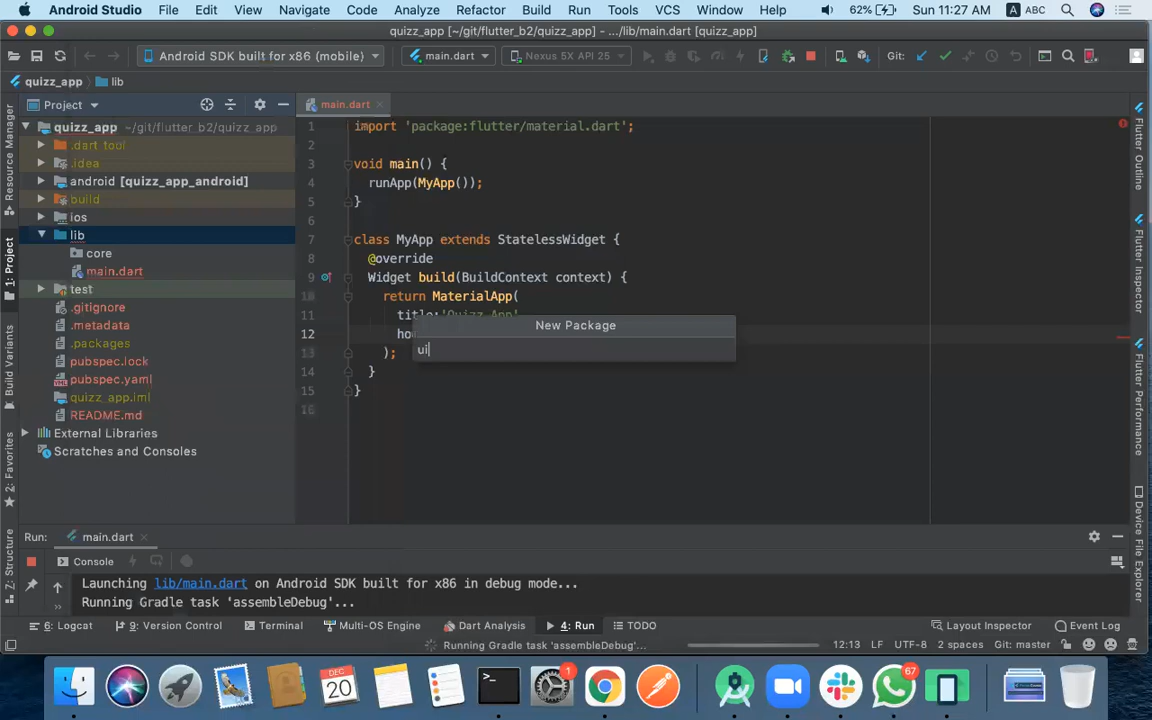 Android Studio File Edit View Navigate Code Analyze Refactor Build Run Tools VCS Window Help 62% Sun 11:27 AM A ABC
quizz_app [~/git/flutter_b2/quizz_app] - .../lib/main.dart [quizz_app]
Android SDK built for x86 (mobile) main.dart Nexus 5X API 25 Git:
quizz_app lib
Project main.dart
quizz_app ~/git/flutter_b2/quizz_app
.dart_tool
.idea
android [quizz_app_android]
build
ios
lib
core
main.dart
test
.gitignore
.metadata
.packages
pubspec.lock
pubspec.yaml
quizz_app.iml
README.md
External Libraries
Scratches and Consoles
1 import 'package:flutter/material.dart';
2
3 void main() {
4 runApp(MyApp());
5 }
6
7 class MyApp extends StatelessWidget {
8 @override
9 Widget build(BuildContext context) {
10 return MaterialApp(
11 title:'Quizz App'
12 ho
13 );
14 }
15 }
16
New Package
ui
Resource Manager
1: Project
Build Variants
2: Favorites
7: Structure
Flutter Outline
Flutter Inspector
Flutter Performance
Device File Explorer
Run: main.dart
Console
Launching lib/main.dart on Android SDK built for x86 in debug mode...
Running Gradle task 'assembleDebug'...
6: Logcat 9: Version Control Terminal Multi-OS Engine Dart Analysis 4: Run TODO Layout Inspector Event Log
Running Gradle task 'assembleDebug'... 12:13 LF UTF-8 2 spaces Git: master
DEC
20
1
67